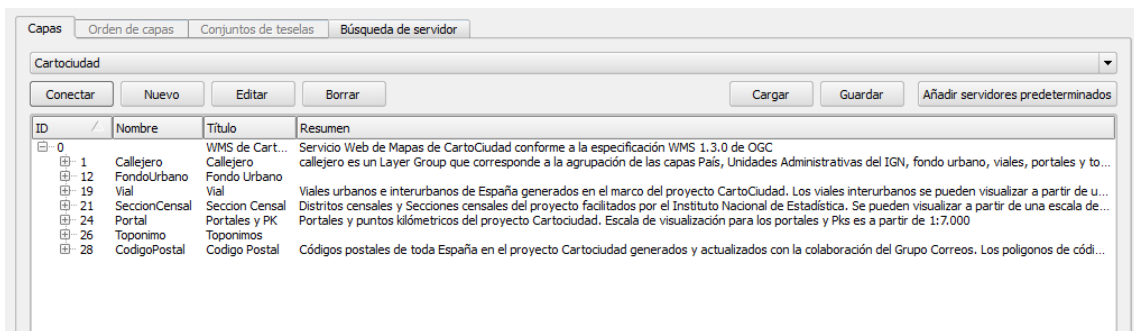 Capas Orden de capas Conjuntos de teselas Búsqueda de servidor
Cartociudad
Conectar Nuevo Editar Borrar Cargar Guardar Añadir servidores predeterminados
ID Nombre Título Resumen
0 WMS de Cart... Servicio Web de Mapas de CartoCiudad conforme a la especificación WMS 1.3.0 de OGC
1 Callejero Callejero callejero es un Layer Group que corresponde a la agrupación de las capas País, Unidades Administrativas del IGN, fondo urbano, viales, portales y to...
12 FondoUrbano Fondo Urbano
19 Vial Vial Viales urbanos e interurbanos de España generados en el marco del proyecto CartoCiudad. Los viales interurbanos se pueden visualizar a partir de u...
21 SeccionCensal Seccion Censal Distritos censales y Secciones censales del proyecto facilitados por el Instituto Nacional de Estadística. Se pueden visualizar a partir de una escala de...
24 Portal Portales y PK Portales y puntos kilómetricos del proyecto Cartociudad. Escala de visualización para los portales y Pks es a partir de 1:7.000
26 Toponimo Toponimos
28 CodigoPostal Codigo Postal Códigos postales de toda España en el proyecto Cartociudad generados y actualizados con la colaboración del Grupo Correos. Los poligonos de códi...